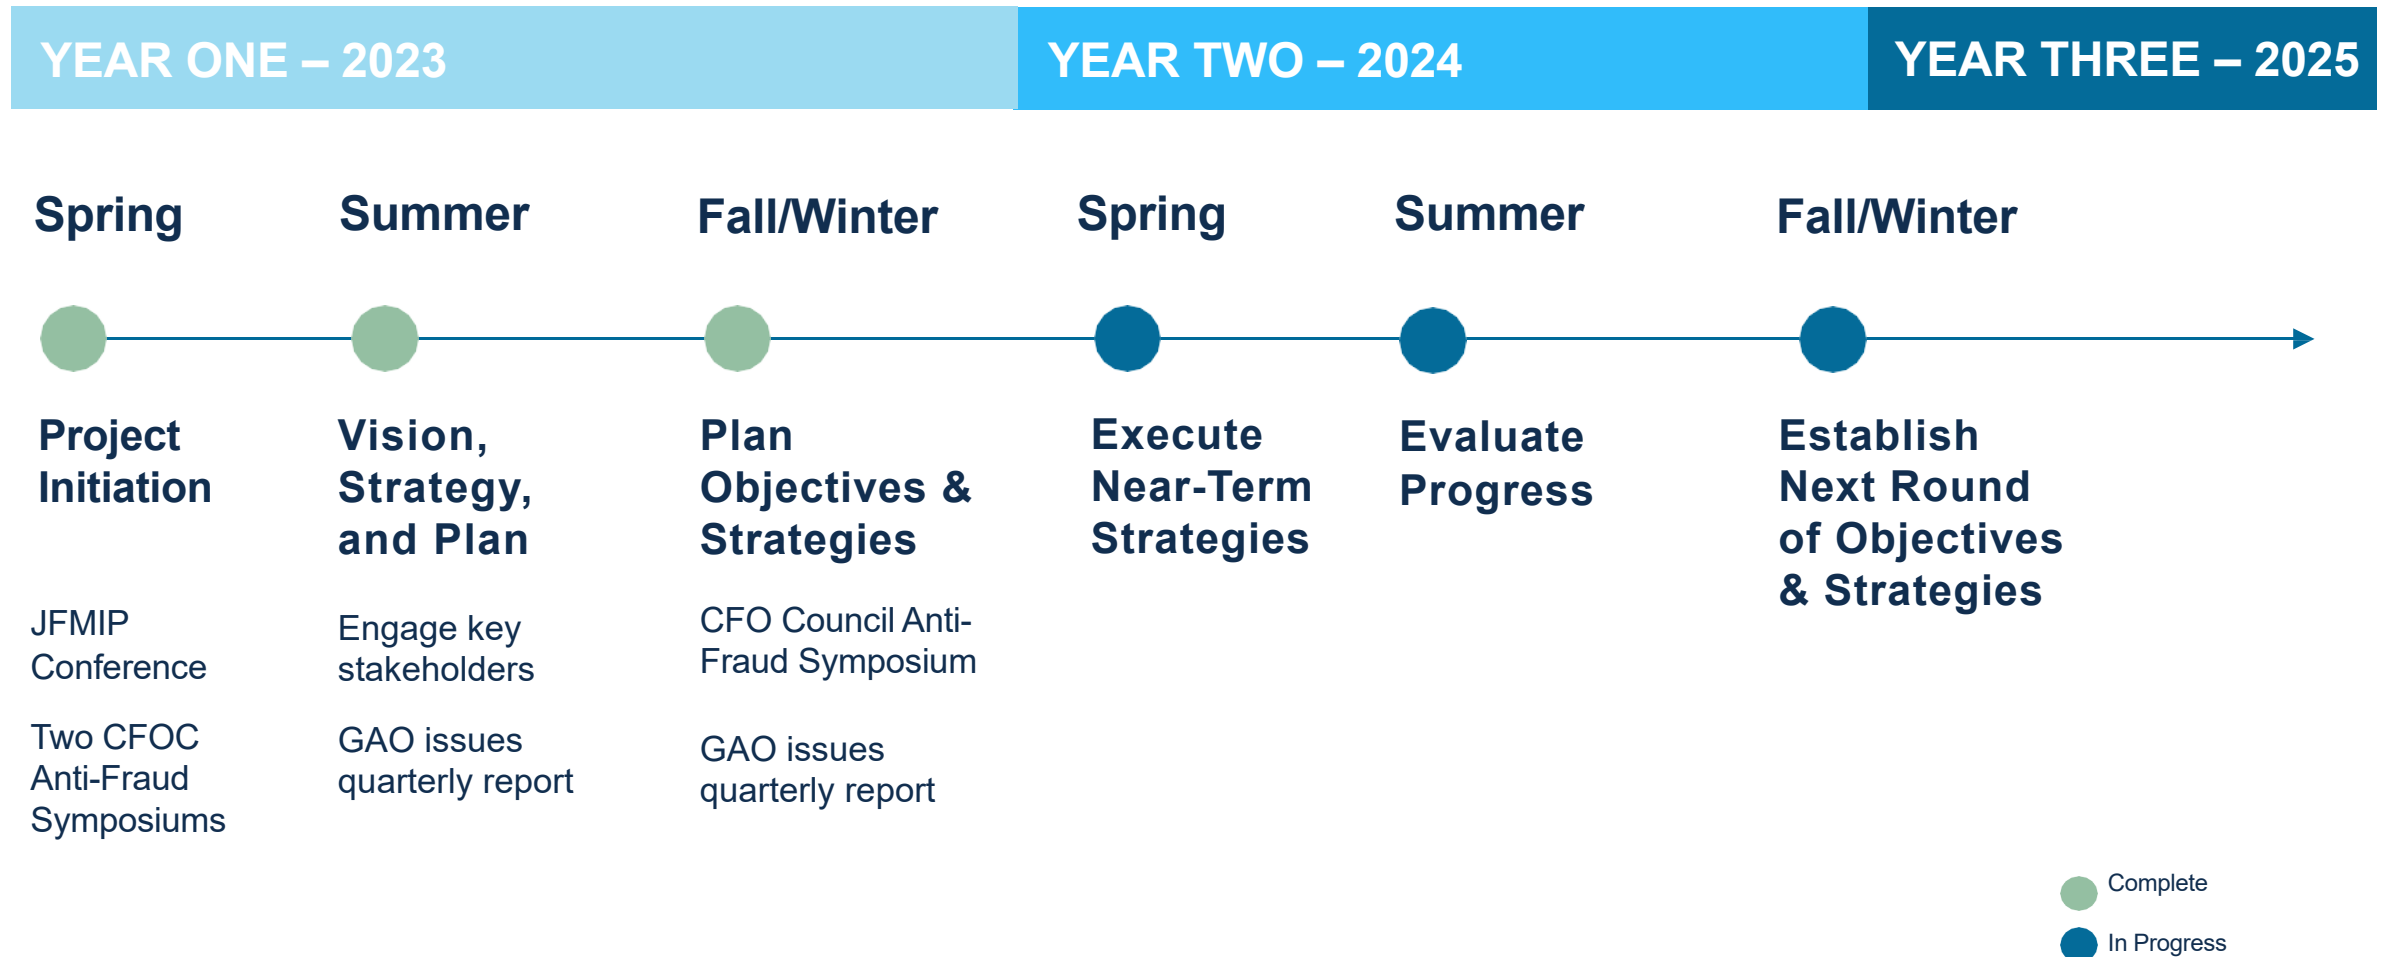 YEAR ONE – 2023
YEAR TWO – 2024
YEAR THREE – 2025
Spring
Summer
Fall/Winter
Spring
Summer
Fall/Winter
Project
Initiation
JFMIP
Conference
Two CFOC
Anti-Fraud
Symposiums
Vision,
Strategy,
and Plan
Engage key
stakeholders
GAO issues
quarterly report
Plan
Objectives &
Strategies
CFO Council Anti-
Fraud Symposium
GAO issues
quarterly report
Execute
Near-Term
Strategies
Evaluate
Progress
Establish
Next Round
of Objectives
& Strategies
Complete
In Progress